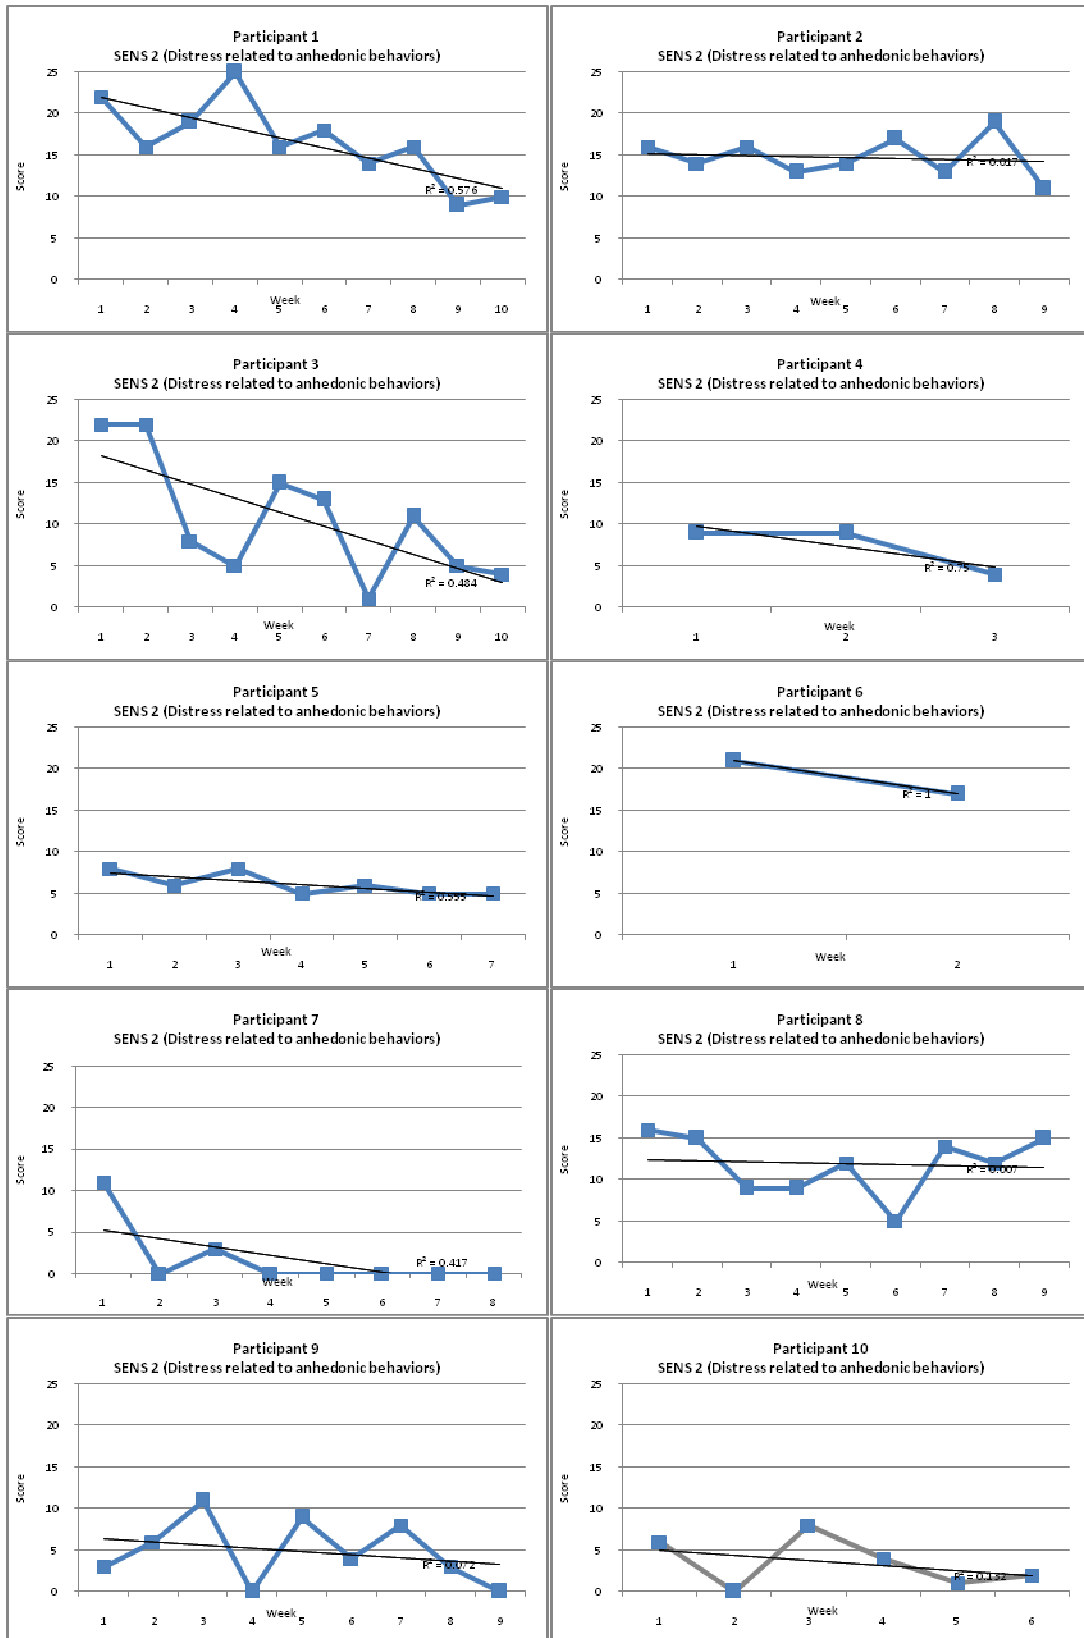 Participant 1
SENS 2 (Distress related to anhedonic behaviors)
25
20
15
10
5
0
Score
R² = 0.576
Week
1 2 3 4 5 6 7 8 9 10
Participant 2
SENS 2 (Distress related to anhedonic behaviors)
25
20
15
10
5
0
Score
R² = 0.017
Week
1 2 3 4 5 6 7 8 9
Participant 3
SENS 2 (Distress related to anhedonic behaviors)
25
20
15
10
5
0
Score
R² = 0.484
Week
1 2 3 4 5 6 7 8 9 10
Participant 4
SENS 2 (Distress related to anhedonic behaviors)
25
20
15
10
5
0
Score
R² = 0.75
Week
1 2 3
Participant 5
SENS 2 (Distress related to anhedonic behaviors)
25
20
15
10
5
0
Score
R² =
Week
1 2 3 4 5 6 7
Participant 6
SENS 2 (Distress related to anhedonic behaviors)
25
20
15
10
5
0
Score
R² = 1
Week
1 2
Participant 7
SENS 2 (Distress related to anhedonic behaviors)
25
20
15
10
5
0
Score
R² = 0.417
Week
1 2 3 4 5 6 7 8
Participant 8
SENS 2 (Distress related to anhedonic behaviors)
25
20
15
10
5
0
Score
R² = 0.007
Week
1 2 3 4 5 6 7 8 9
Participant 9
SENS 2 (Distress related to anhedonic behaviors)
25
20
15
10
5
0
Score
R² = 0.072
Week
1 2 3 4 5 6 7 8 9
Participant 10
SENS 2 (Distress related to anhedonic behaviors)
25
20
15
10
5
0
Score
R² = 0.132
Week
1 2 3 4 5 6